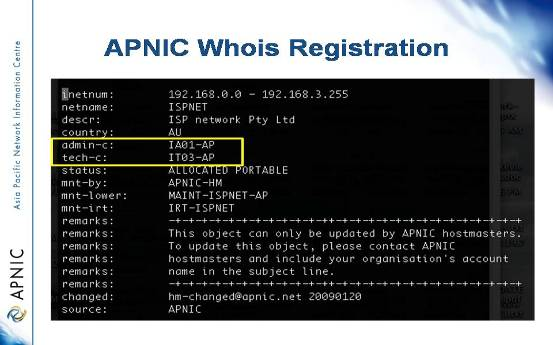 APNIC Whois Registration
inetnum: 192.168.0.0 - 192.168.3.255
netname: ISPNET
descr: ISP network Pty Ltd
country: AU
admin-c: IA01-AP
tech-c: IT03-AP
status: ALLOCATED PORTABLE
mnt-by: APNIC-HM
mnt-lower: MAINT-ISPNET-AP
mnt-irt: IRT-ISPNET
remarks: -+-+-+-+-+-+-+-+-+-+-+-++-+-+-+-+-+-+-+-+-+-+-+-+-+-+
remarks: This object can only be updated by APNIC hostmasters.
remarks: To update this object, please contact APNIC
remarks: hostmasters and include your organisation's account
remarks: name in the subject line.
remarks: -+-+-+-+-+-+-+-+-+-+-+-++-+-+-+-+-+-+-+-+-+-+-+-+-+-+
changed: hm-changed@apnic.net 20090120
source: APNIC
Asia Pacific Network Information Centre
APNIC